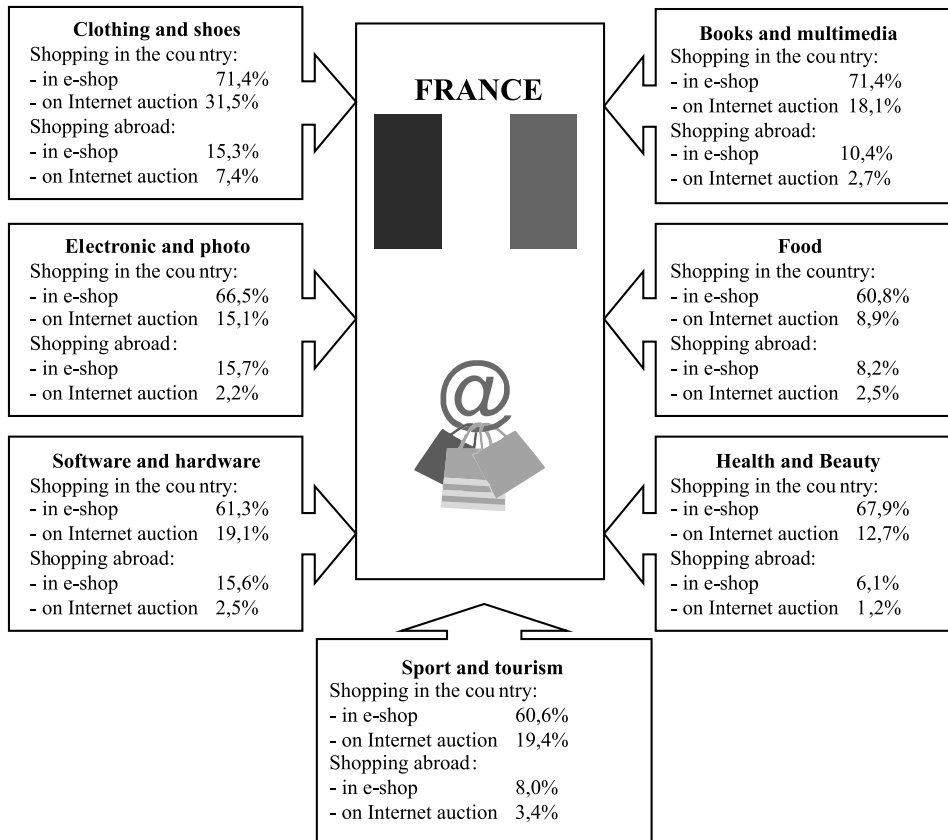 Clothing and shoes
Shopping in the country:
- in e-shop 71,4%
- on Internet auction 31,5%
Shopping abroad:
- in e-shop 15,3%
- on Internet auction 7,4%
Electronic and photo
Shopping in the country:
- in e-shop 66,5%
- on Internet auction 15,1%
Shopping abroad:
- in e-shop 15,7%
- on Internet auction 2,2%
Software and hardware
Shopping in the country:
- in e-shop 61,3%
- on Internet auction 19,1%
Shopping abroad:
- in e-shop 15,6%
- on Internet auction 2,5%
FRANCE
@
Books and multimedia
Shopping in the country:
- in e-shop 71,4%
- on Internet auction 18,1%
Shopping abroad:
- in e-shop 10,4%
- on Internet auction 2,7%
Food
Shopping in the country:
- in e-shop 60,8%
- on Internet auction 8,9%
Shopping abroad:
- in e-shop 8,2%
- on Internet auction 2,5%
Health and Beauty
Shopping in the country:
- in e-shop 67,9%
- on Internet auction 12,7%
Shopping abroad:
- in e-shop 6,1%
- on Internet auction 1,2%
Sport and tourism
Shopping in the country:
- in e-shop 60,6%
- on Internet auction 19,4%
Shopping abroad:
- in e-shop 8,0%
- on Internet auction 3,4%